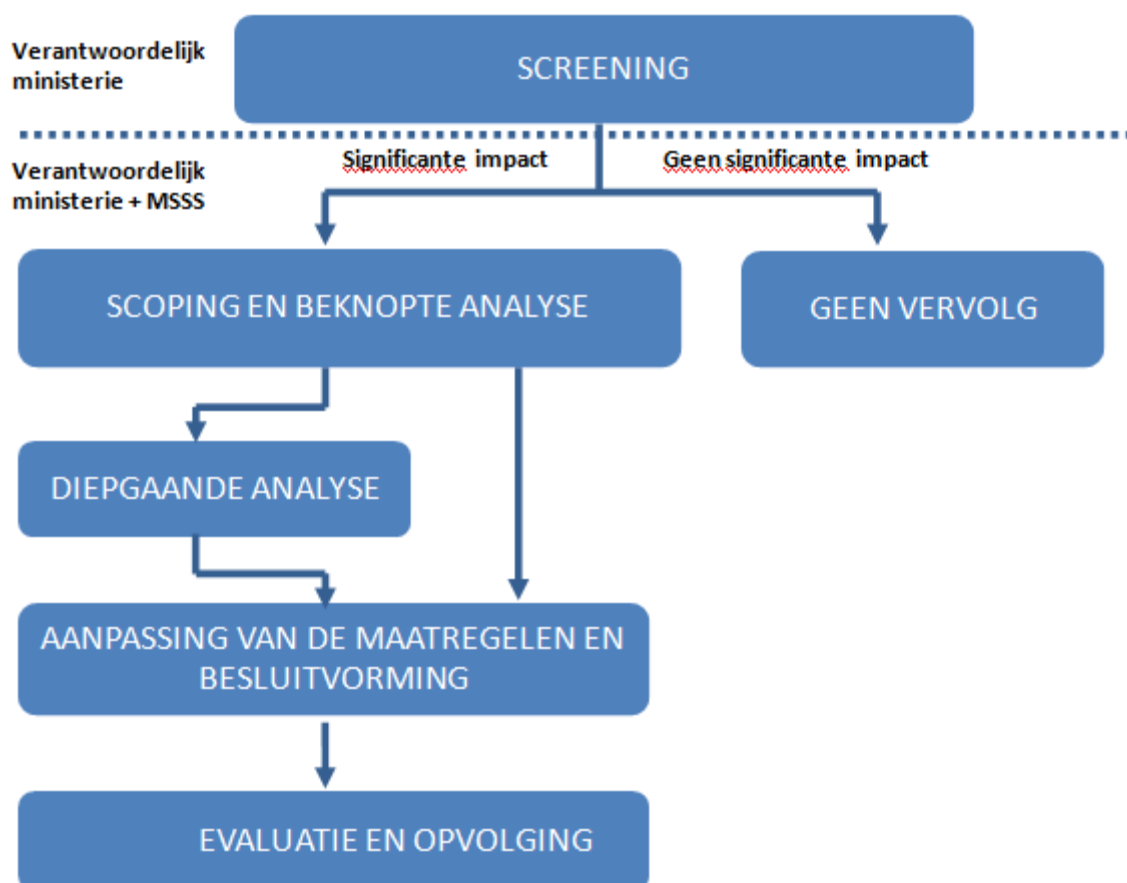 Verantwoordelijk
ministerie
SCREENING
Verantwoordelijk
ministerie + MSSS
Significante impact
Geen significante impact
SCOPING EN BEKNOPTE ANALYSE
GEEN VERVOLG
DIEPGAANDE ANALYSE
AANPASSING VAN DE MAATREGELEN EN
BESLUITVORMING
EVALUATIE EN OPVOLGING